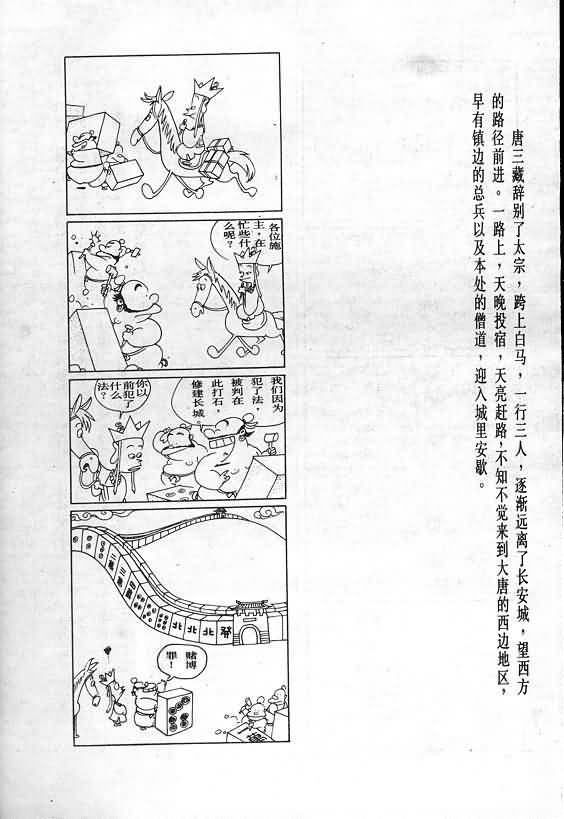 唐三藏辞别了太宗，跨上白马，一行三人，逐渐远离了长安城，望西方
的路径前进。一路上，天晚投宿，天亮赶路，不知不觉来到大唐的西边地区，
早有镇边的总兵以及本处的僧道，迎入城里安歇。
各位施
主，在
忙些什
么呢？
你以
前犯了
什么
法？
我们因为
犯了法，
被判在
此打石，
修建长城。
北 北 北 發
赌博
罪！